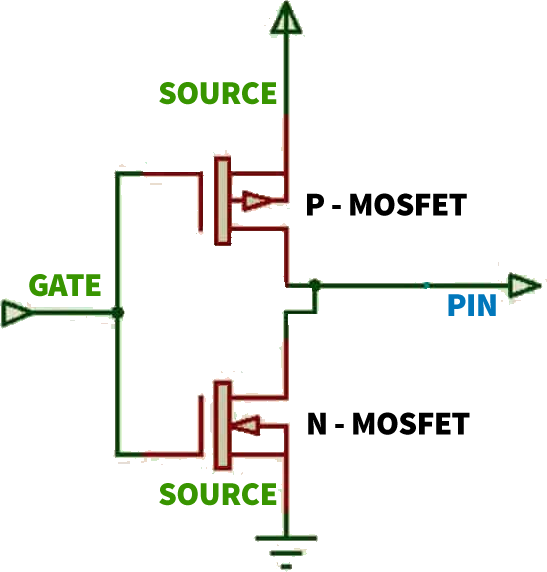 SOURCE
P - MOSFET
GATE
PIN
N - MOSFET
SOURCE